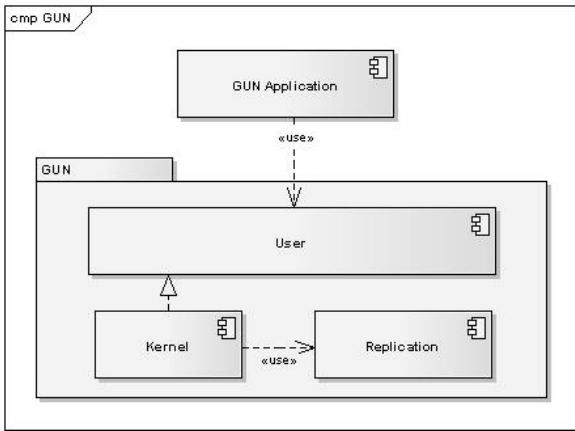 cmp GUN
GUN Application
«use»
GUN
User
Kernel
«use»
Replication